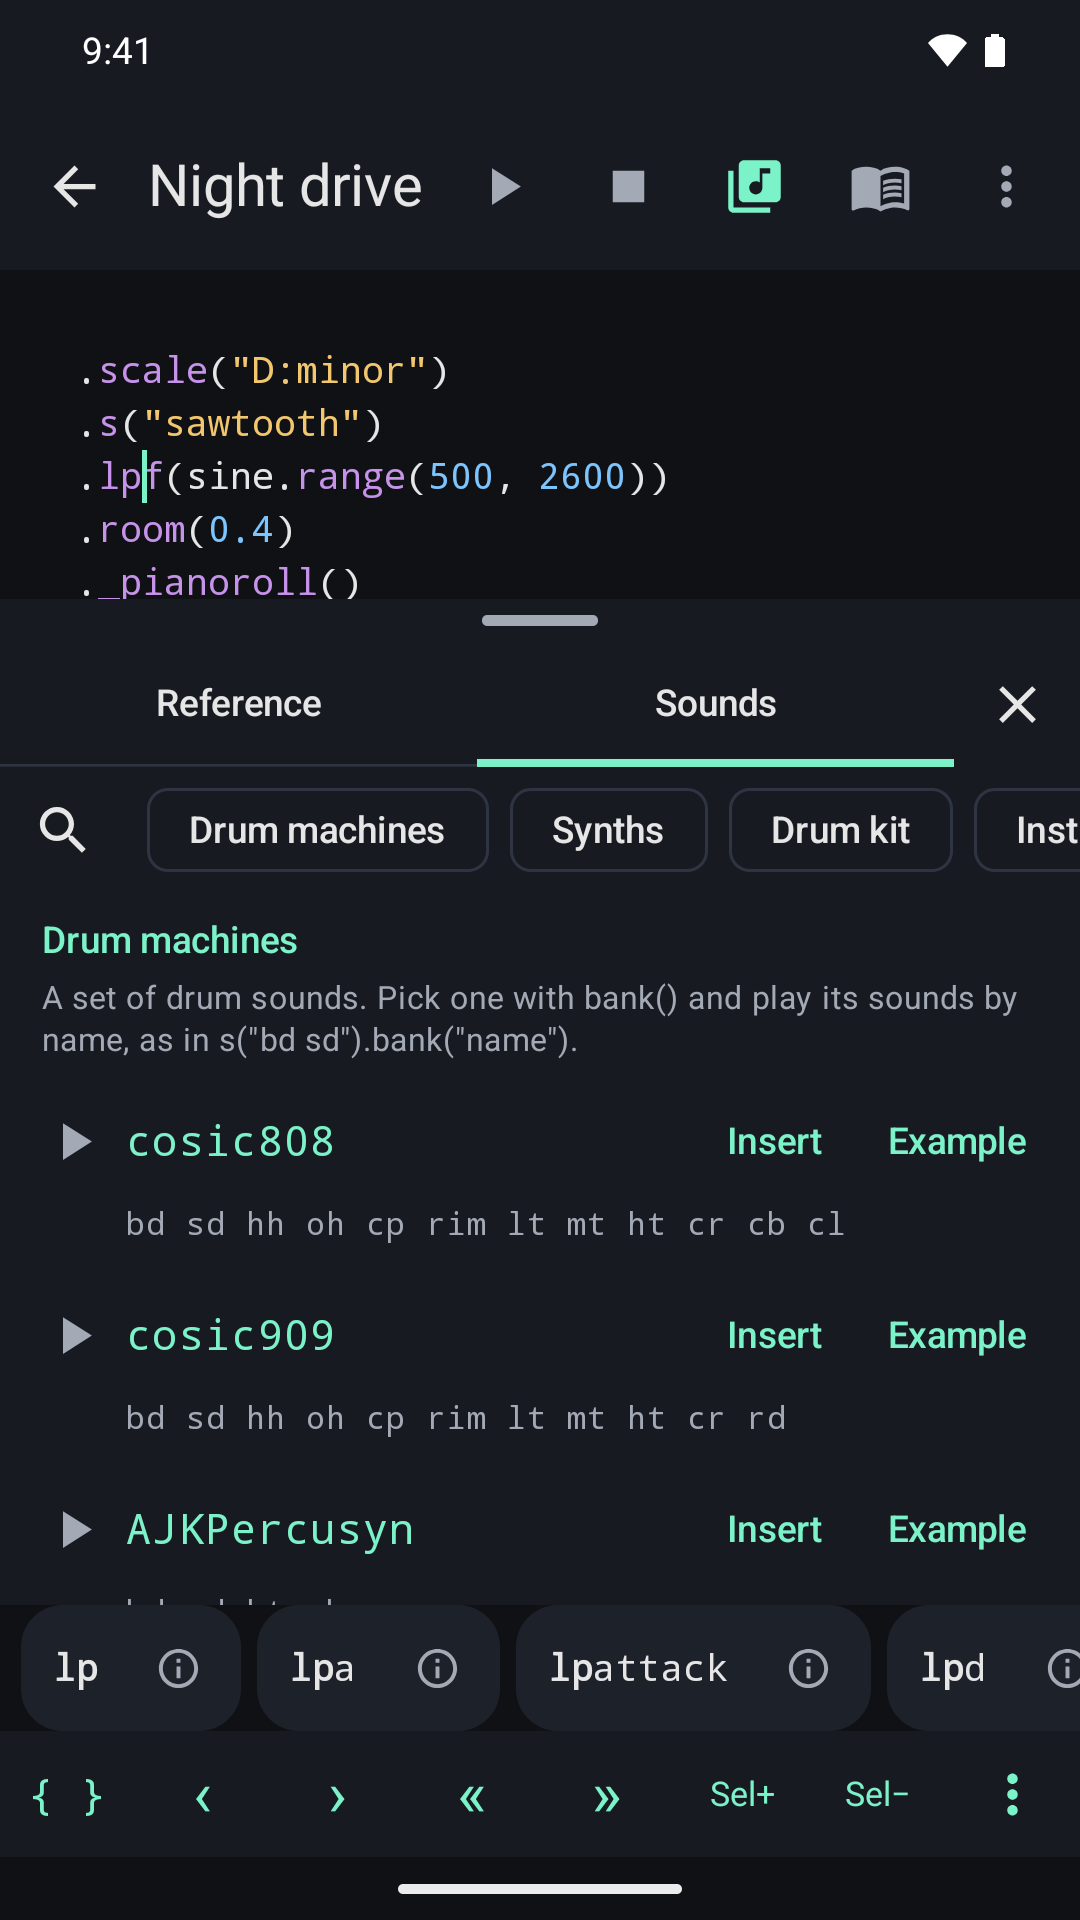 9:41
Night drive
.scale("D:minor")
.s("sawtooth")
.lpf(sine.range(500, 2600))
.room(0.4)
._pianoroll()
Reference Sounds
Drum machines Synths Drum kit Inst
Drum machines
A set of drum sounds. Pick one with bank() and play its sounds by
name, as in s("bd sd").bank("name").
cosic808 Insert Example
bd sd hh oh cp rim lt mt ht cr cb cl
cosic909 Insert Example
bd sd hh oh cp rim lt mt ht cr rd
AJKPercusyn Insert Example
lp lpa lpattack lpd
{ } ‹ › « » Sel+ Sel−